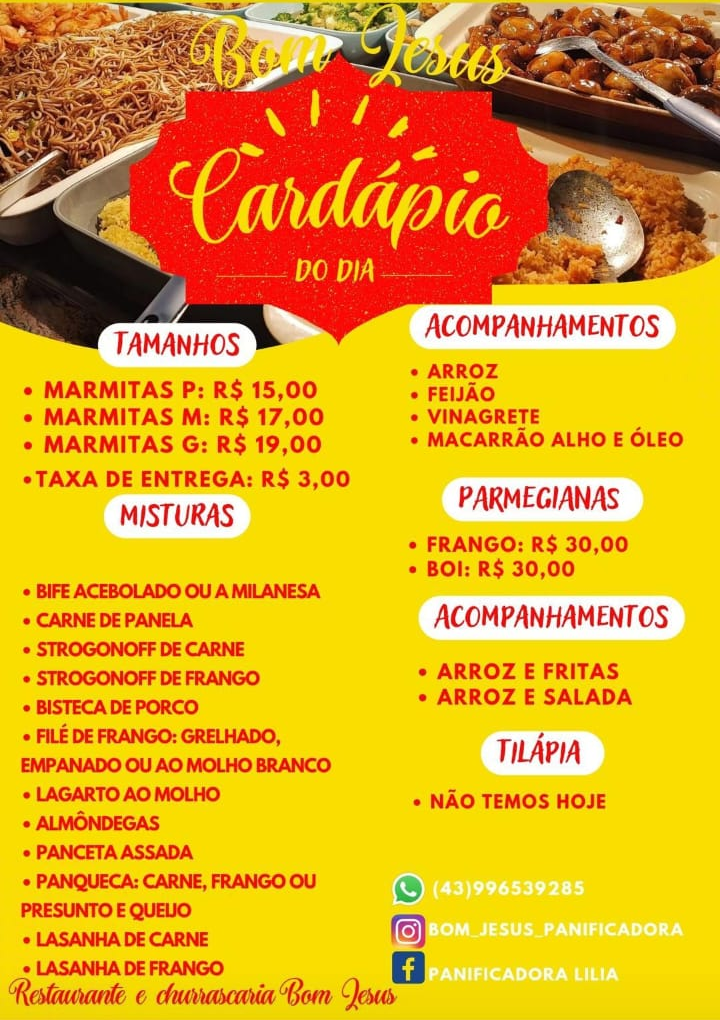 Bom Jesus
Cardápio
DO DIA
TAMANHOS
• MARMITAS P: R$ 15,00
• MARMITAS M: R$ 17,00
• MARMITAS G: R$ 19,00
• TAXA DE ENTREGA: R$ 3,00
MISTURAS
• BIFE ACEBOLADO OU A MILANESA
• CARNE DE PANELA
• STROGONOFF DE CARNE
• STROGONOFF DE FRANGO
• BISTECA DE PORCO
• FILÉ DE FRANGO: GRELHADO,
EMPANADO OU AO MOLHO BRANCO
• LAGARTO AO MOLHO
• ALMÔNDEGAS
• PANCETA ASSADA
• PANQUECA: CARNE, FRANGO OU
PRESUNTO E QUEIJO
• LASANHA DE CARNE
• LASANHA DE FRANGO
Restaurante e churrascaria Bom Jesus
ACOMPANHAMENTOS
• ARROZ
• FEIJÃO
• VINAGRETE
• MACARRÃO ALHO E ÓLEO
PARMEGIANAS
• FRANGO: R$ 30,00
• BOI: R$ 30,00
ACOMPANHAMENTOS
• ARROZ E FRITAS
• ARROZ E SALADA
TILÁPIA
• NÃO TEMOS HOJE
(43)996539285
BOM_JESUS_PANIFICADORA
PANIFICADORA LILIA